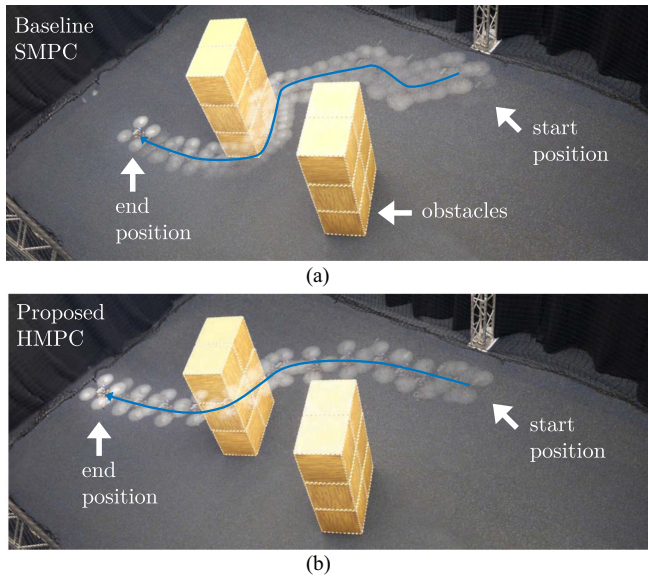 Baseline
SMPC
start
position
end
position
obstacles
(a)
Proposed
HMPC
start
position
end
position
(b)